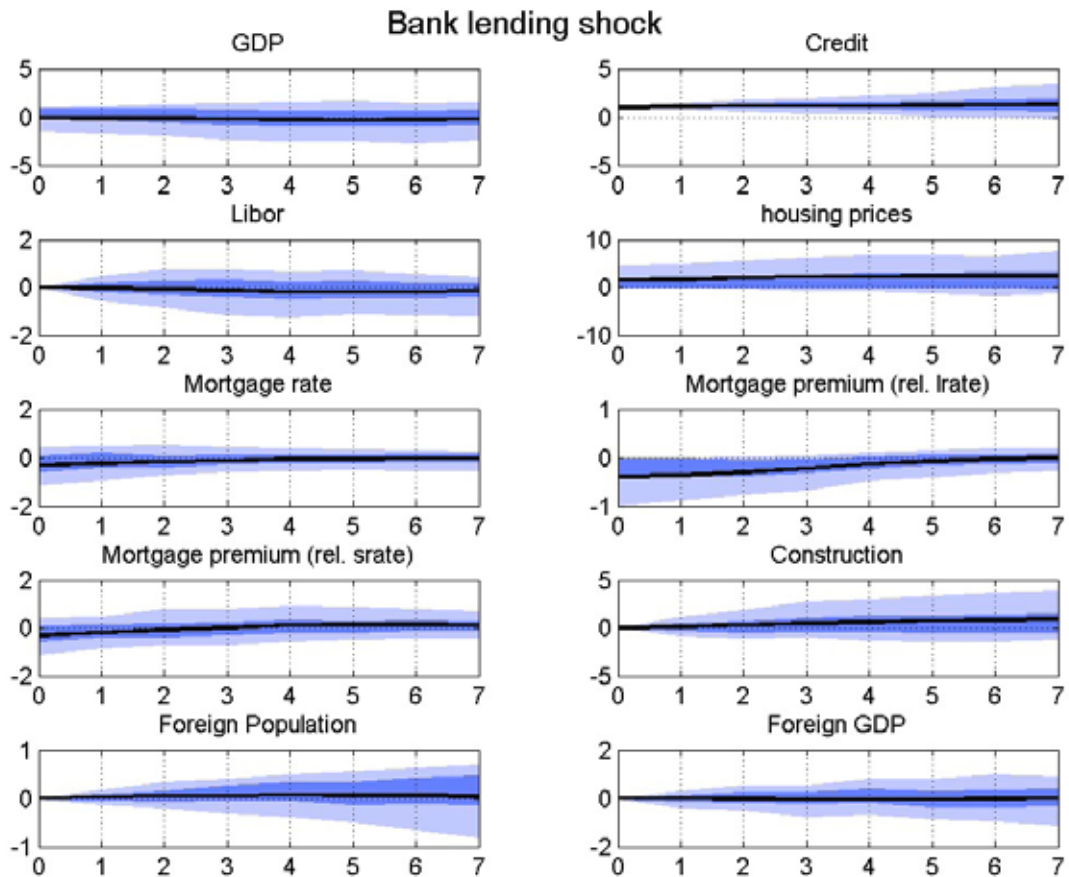 Bank lending shock
GDP
Credit
5
0
-5
0 1 2 3 4 5 6 7
5
0
-5
0 1 2 3 4 5 6 7
Libor
housing prices
2
0
-2
0 1 2 3 4 5 6 7
10
0
-10
0 1 2 3 4 5 6 7
Mortgage rate
Mortgage premium (rel. lrate)
2
0
-2
0 1 2 3 4 5 6 7
1
0
-1
0 1 2 3 4 5 6 7
Mortgage premium (rel. srate)
Construction
2
0
-2
0 1 2 3 4 5 6 7
5
0
-5
0 1 2 3 4 5 6 7
Foreign Population
Foreign GDP
1
0
-1
0 1 2 3 4 5 6 7
2
0
-2
0 1 2 3 4 5 6 7